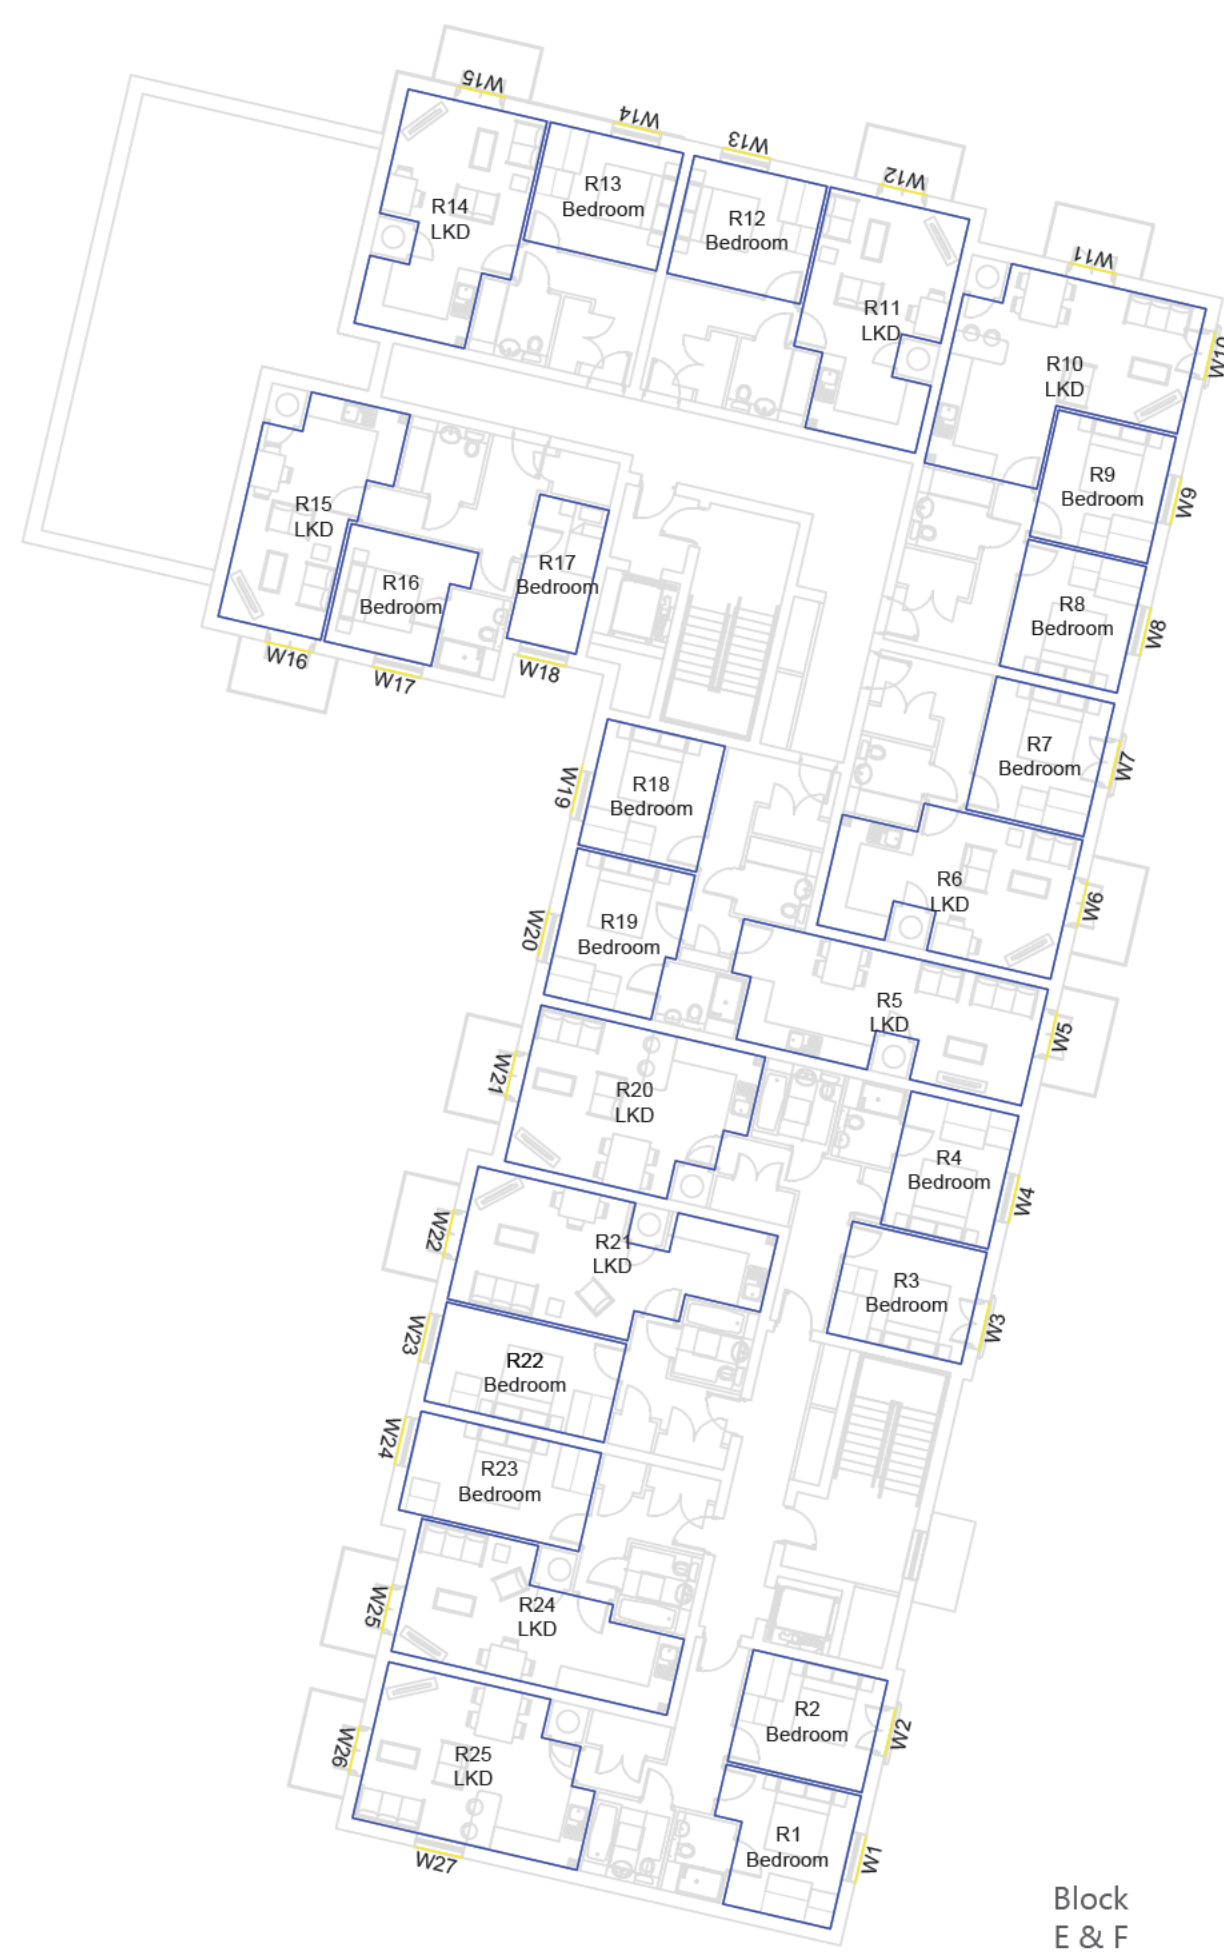 W15
W14
W13
W12
W11
W10
R14
LKD
R13
Bedroom
R12
Bedroom
R11
LKD
R10
LKD
R9
Bedroom
W9
R15
LKD
R16
Bedroom
R17
Bedroom
R8
Bedroom
W8
W16
W17
W18
R7
Bedroom
W7
R18
Bedroom
W19
R6
LKD
W6
R19
Bedroom
W20
R5
LKD
W5
R20
LKD
W21
R4
Bedroom
W4
R21
LKD
W22
R3
Bedroom
W3
R22
Bedroom
W23
R23
Bedroom
W24
R24
LKD
W25
R2
Bedroom
W2
R25
LKD
W26
R1
Bedroom
W1
W27
Block
E & F